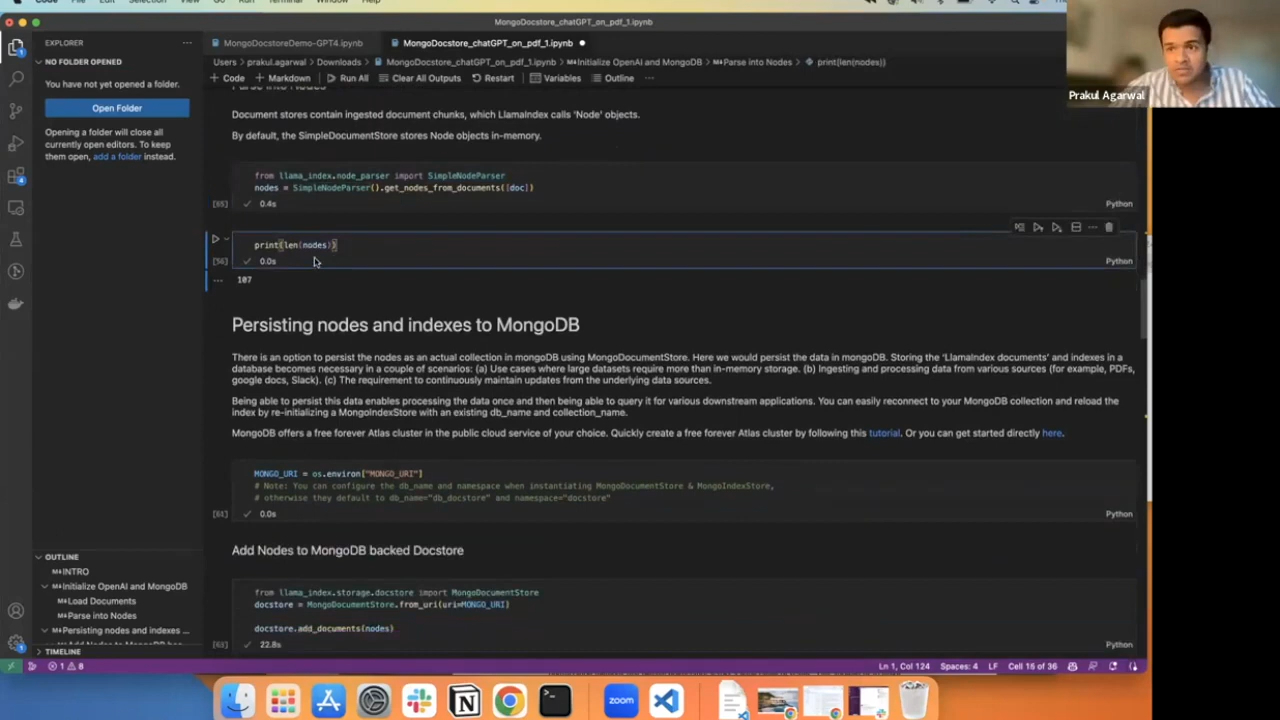 Code File Edit Selection View Go Run Terminal Window Help
MongoDocstore_chatGPT_on_pdf_1.ipynb
Prakul Agarwal
EXPLORER
NO FOLDER OPENED
You have not yet opened a folder.
Open Folder
Opening a folder will close all
currently open editors. To
keep them open, add a folder instead.
MongoDocstoreDemo-GPT4.ipynb
MongoDocstore_chatGPT_on_pdf_1.ipynb
Users > prakul.agarwal > Downloads > MongoDocstore_chatGPT_on_pdf_1.ipynb > M↓Initialize OpenAI and MongoDB > M↓Parse into Nodes > print(len(nodes))
+ Code + Markdown Run All Clear All Outputs Restart Variables Outline ...
Parse into Nodes
Document stores contain ingested document chunks, which LlamaIndex calls 'Node' objects.
By default, the SimpleDocumentStore stores Node objects in-memory.
from llama_index.node_parser import SimpleNodeParser
nodes = SimpleNodeParser().get_nodes_from_documents([doc])
0.4s
Python
print(len(nodes))
[56] 0.0s
Python
107
Persisting nodes and indexes to MongoDB
There is an option to persist the nodes as an actual collection in mongoDB using MongoDocumentStore. Here we would persist the data in mongoDB. Storing the 'LlamaIndex documents' and indexes in a
database becomes necessary in a couple of scenarios: (a) Use cases where large datasets require more than in-memory storage. (b) Ingesting and processing data from various sources (for example, PDFs,
google docs, Slack). (c) The requirement to continuously maintain updates from the underlying data sources.
Being able to persist this data enables processing the data once and then being able to query it for various downstream applications. You can easily reconnect to your MongoDB collection and reload the
index by re-initializing a MongoIndexStore with an existing db_name and collection_name.
MongoDB offers a free forever Atlas cluster in the public cloud service of your choice. Quickly create a free forever Atlas cluster by following this tutorial. Or you can get started directly here.
MONGO_URI = os.environ["MONGO_URI"]
# Note: You can configure the db_name and namespace when instantiating MongoDocumentStore & MongoIndexStore,
# otherwise they default to db_name="db_docstore" and namespace="docstore"
[61] 0.0s
Python
Add Nodes to MongoDB backed Docstore
from llama_index.storage.docstore import MongoDocumentStore
docstore = MongoDocumentStore.from_uri(uri=MONGO_URI)
docstore.add_documents(nodes)
[63] 22.8s
Python
OUTLINE
M↓INTRO
M↓Initialize OpenAI and MongoDB
M↓Load Documents
M↓Parse into Nodes
M↓Persisting nodes and indexes ...
TIMELINE
1 8
Ln 1, Col 124 Spaces: 4 LF Cell 16 of 36
zoom